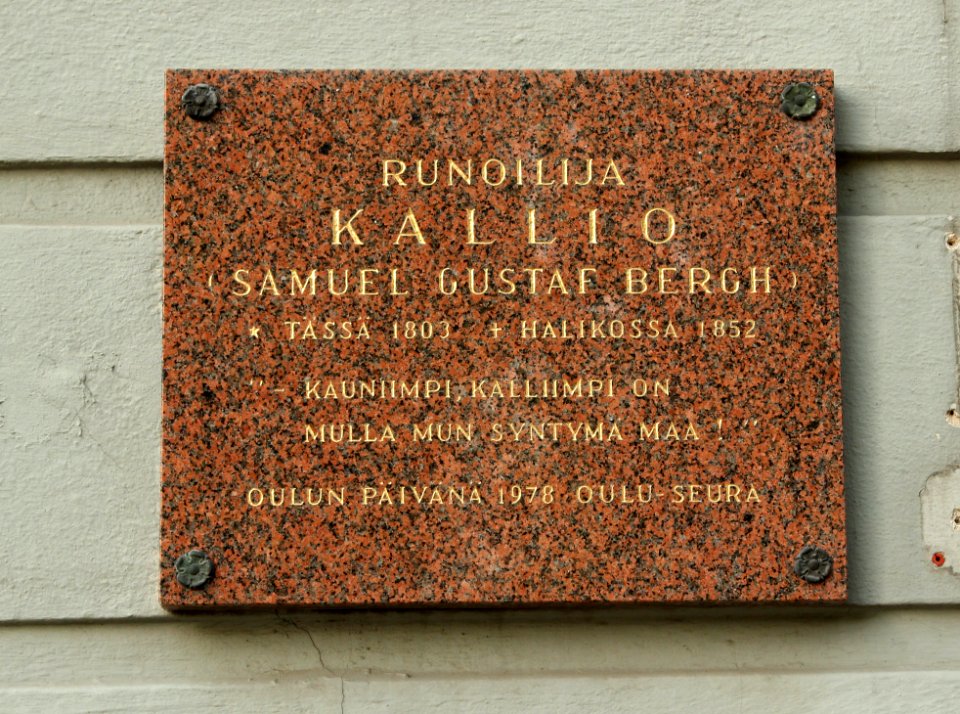 RUNOILIJA
KALLIO
(SAMUEL GUSTAF BERGH)
* TÄSSÄ 1803 + HALIKOSSA 1852
"- KAUNIIMPI, KALLIIMPI ON
MULLA MUN SYNTYMÄ MAA! "
OULUN PÄIVÄNÄ 1978 OULU-SEURA